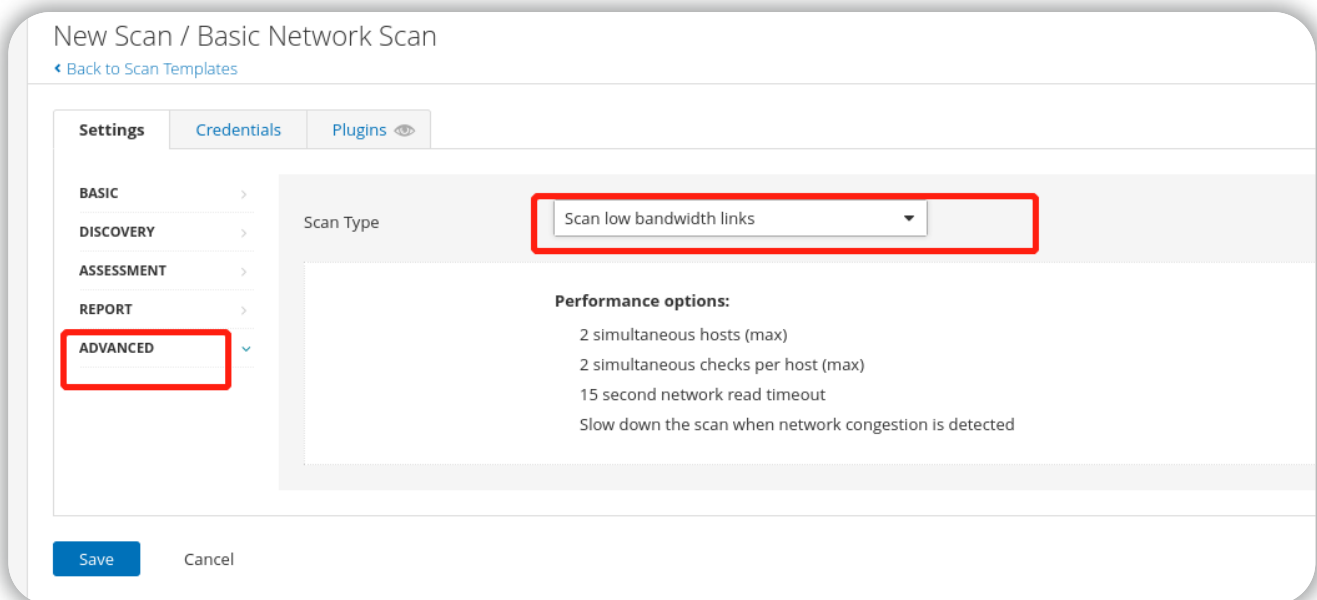 New Scan / Basic Network Scan
Back to Scan Templates
Settings
Credentials
Plugins
BASIC
DISCOVERY
ASSESSMENT
REPORT
ADVANCED
Scan Type
Scan low bandwidth links
Performance options:
2 simultaneous hosts (max)
2 simultaneous checks per host (max)
15 second network read timeout
Slow down the scan when network congestion is detected
Save
Cancel